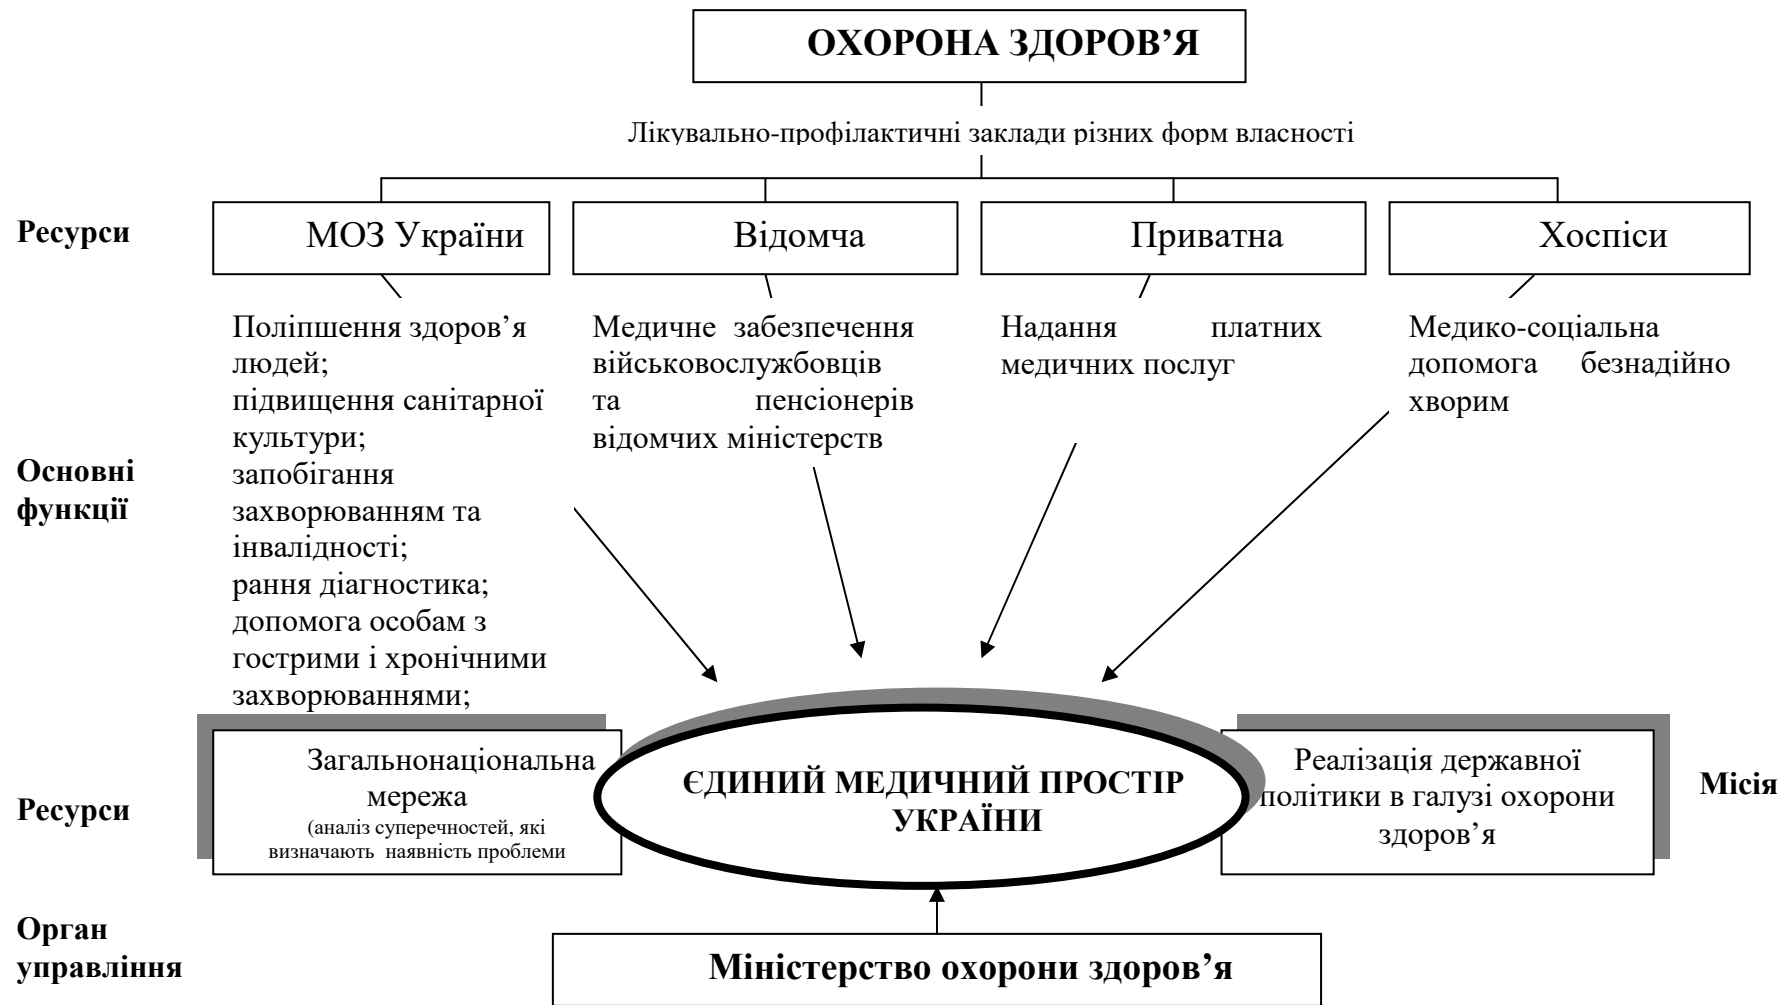 ОХОРОНА ЗДОРОВ’Я
Лікувально-профілактичні заклади різних форм власності
Ресурси
МОЗ України
Відомча
Приватна
Хоспіси
Основні
функції
Поліпшення здоров’я
людей;
підвищення санітарної
культури;
запобігання
захворюванням та
інвалідності;
рання діагностика;
допомога особам з
гострими і хронічними
захворюваннями;
Медичне забезпечення
військовослужбовців
та пенсіонерів
відомчих міністерств
Надання платних
медичних послуг
Медико-соціальна
допомога безнадійно
хворим
Ресурси
Загальнонаціональна
мережа
(аналіз суперечностей, які
визначають наявність проблеми
ЄДИНИЙ МЕДИЧНИЙ ПРОСТІР
УКРАЇНИ
Реалізація державної
політики в галузі охорони
здоров’я
Місія
Орган
управління
Міністерство охорони здоров’я